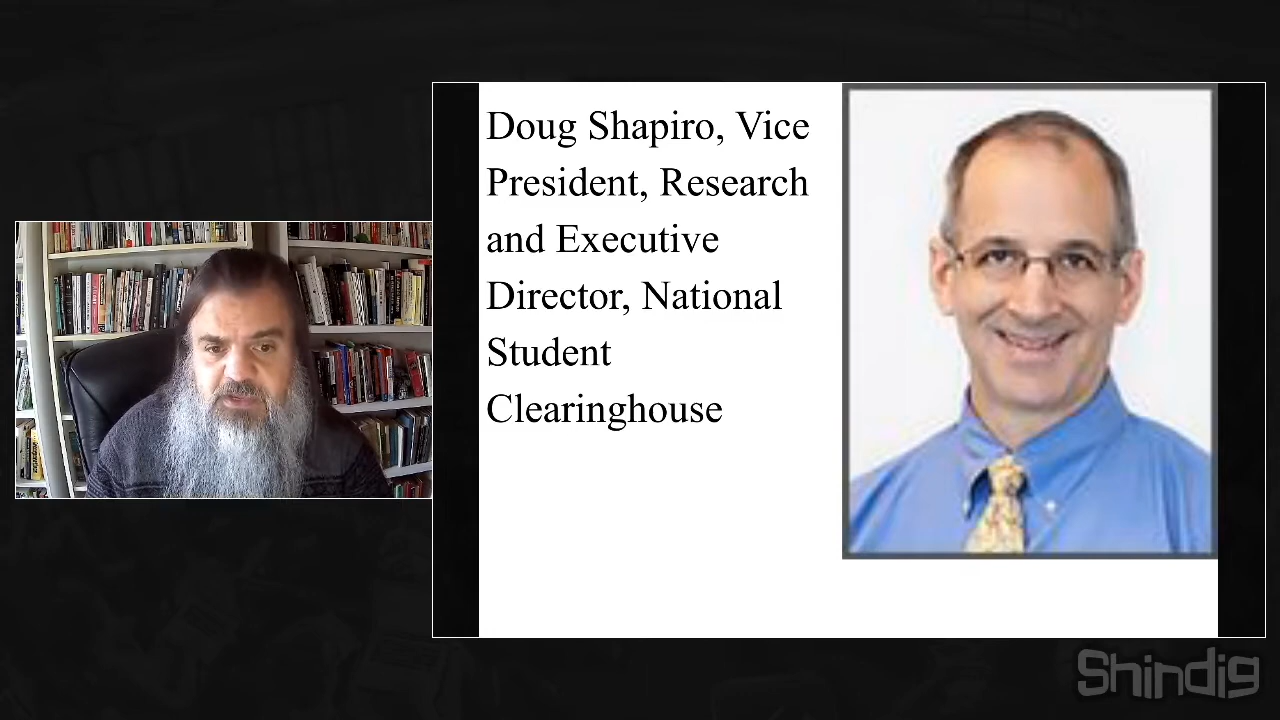 Doug Shapiro, Vice
President, Research
and Executive
Director, National
Student
Clearinghouse
Shindig